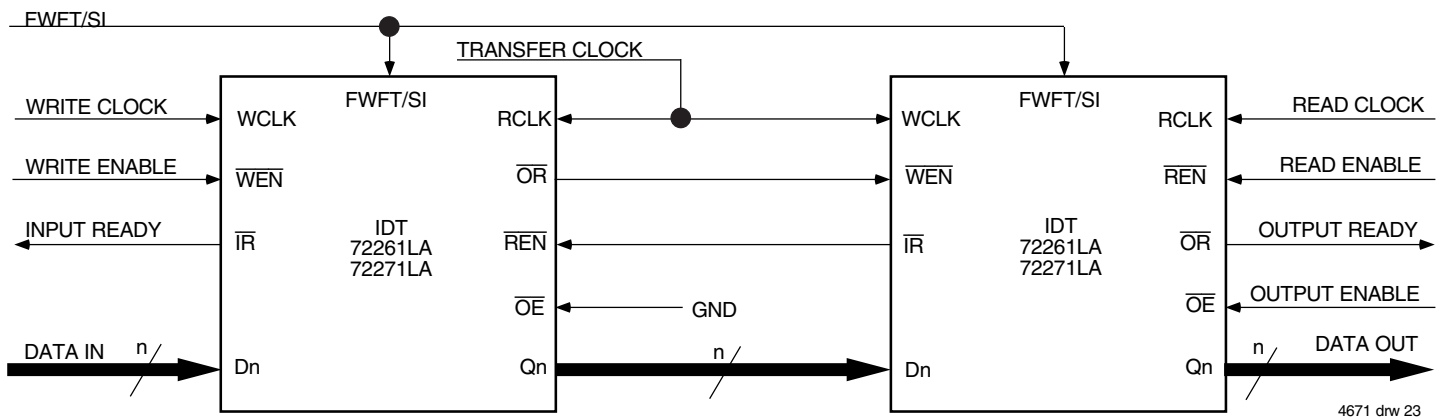 FWFT/SI
TRANSFER CLOCK
FWFT/SI
FWFT/SI
WRITE CLOCK
WCLK
RCLK
WCLK
RCLK
READ CLOCK
WRITE ENABLE
WEN
OR
WEN
REN
READ ENABLE
INPUT READY
IR
IDT
72261LA
72271LA
REN
IR
IDT
72261LA
72271LA
OR
OUTPUT READY
OE
GND
OE
OUTPUT ENABLE
DATA IN
n
Dn
Qn
n
Dn
Qn
n
DATA OUT
4671 drw 23